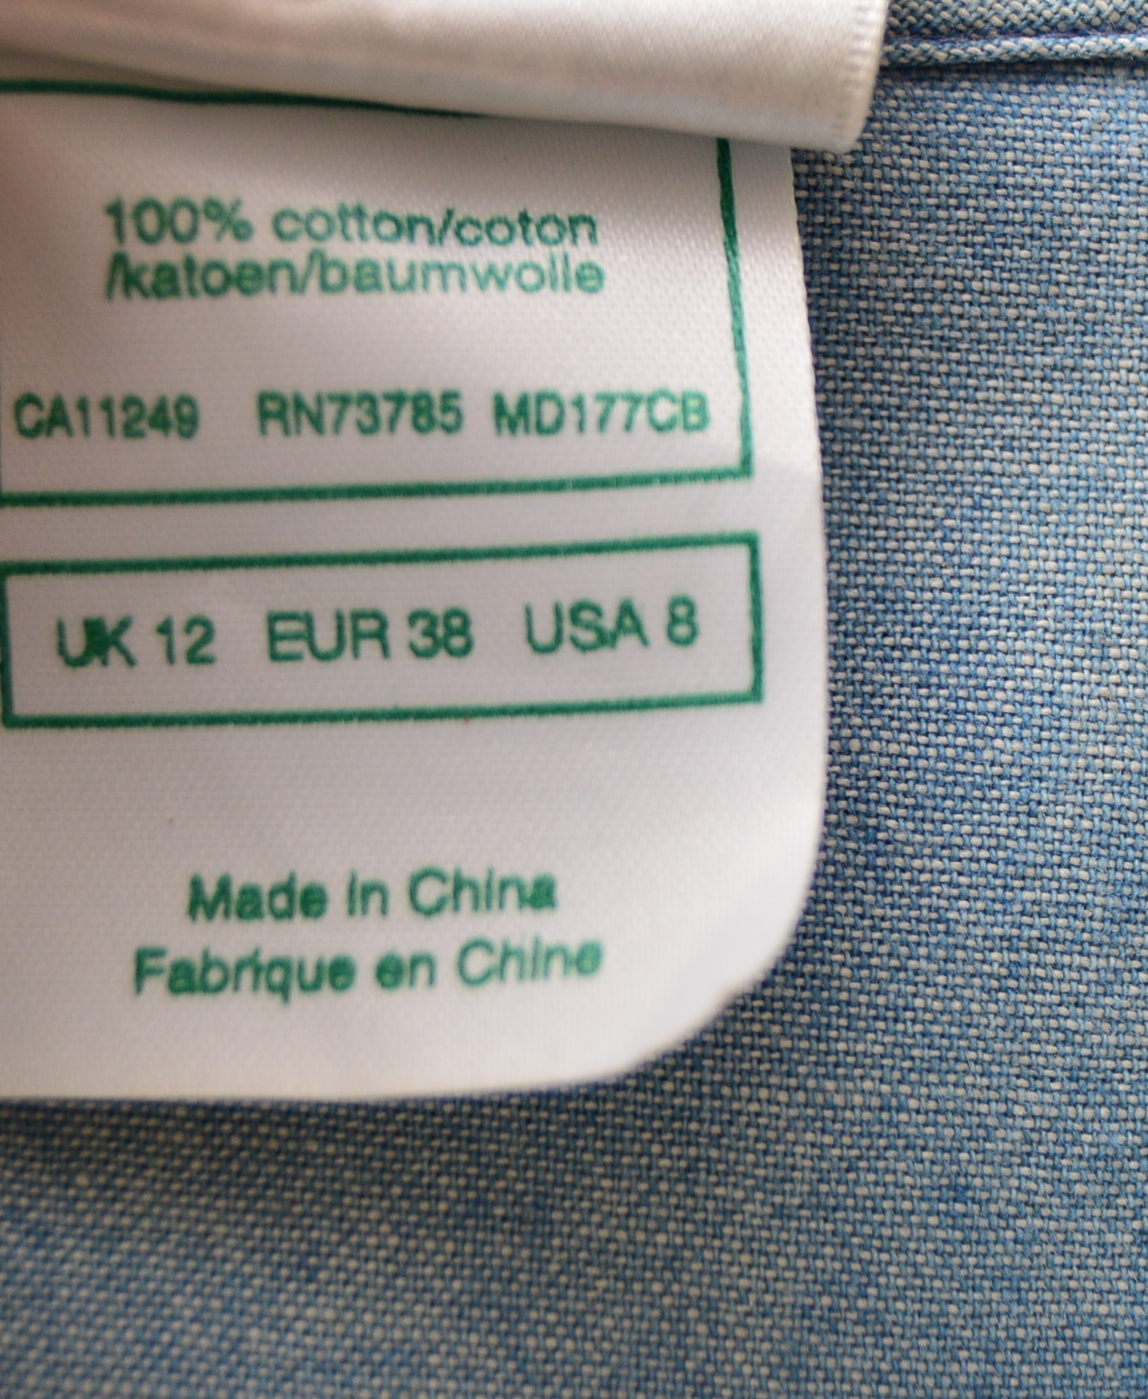 100% cotton/coton
/katoen/baumwolle
CA11249 RN73785 MD177CB
UK 12 EUR 38 USA 8
Made in China
Fabrique en Chine